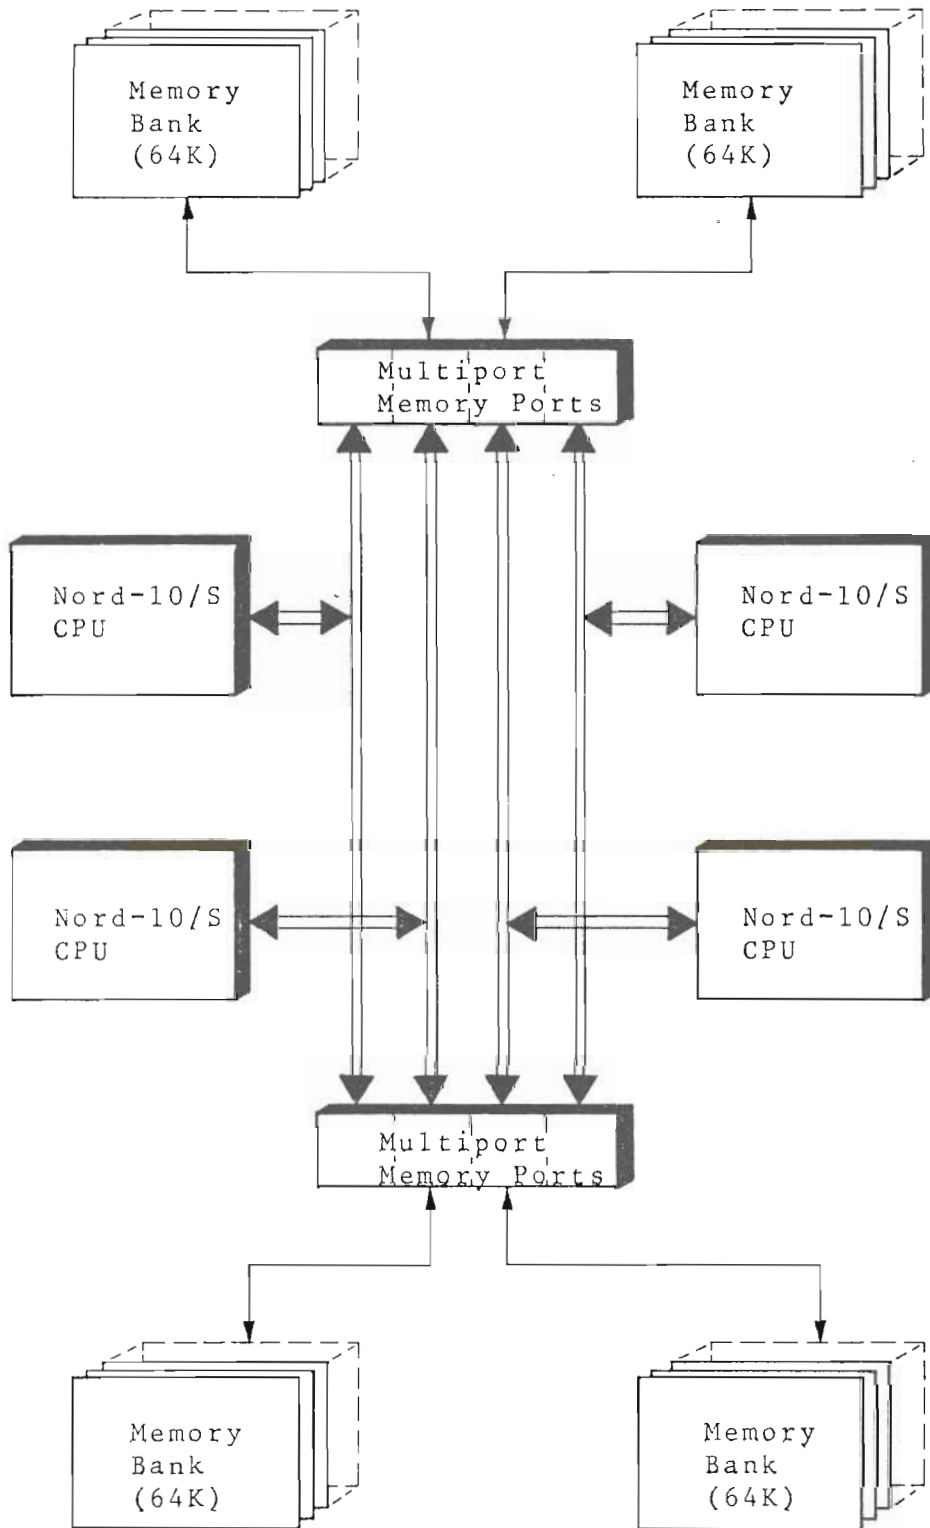 Memory
Bank
(64K)
Memory
Bank
(64K)
Multiport
Memory Ports
Nord-10/S
CPU
Nord-10/S
CPU
Nord-10/S
CPU
Nord-10/S
CPU
Multiport
Memory Ports
Memory
Bank
(64K)
Memory
Bank
(64K)